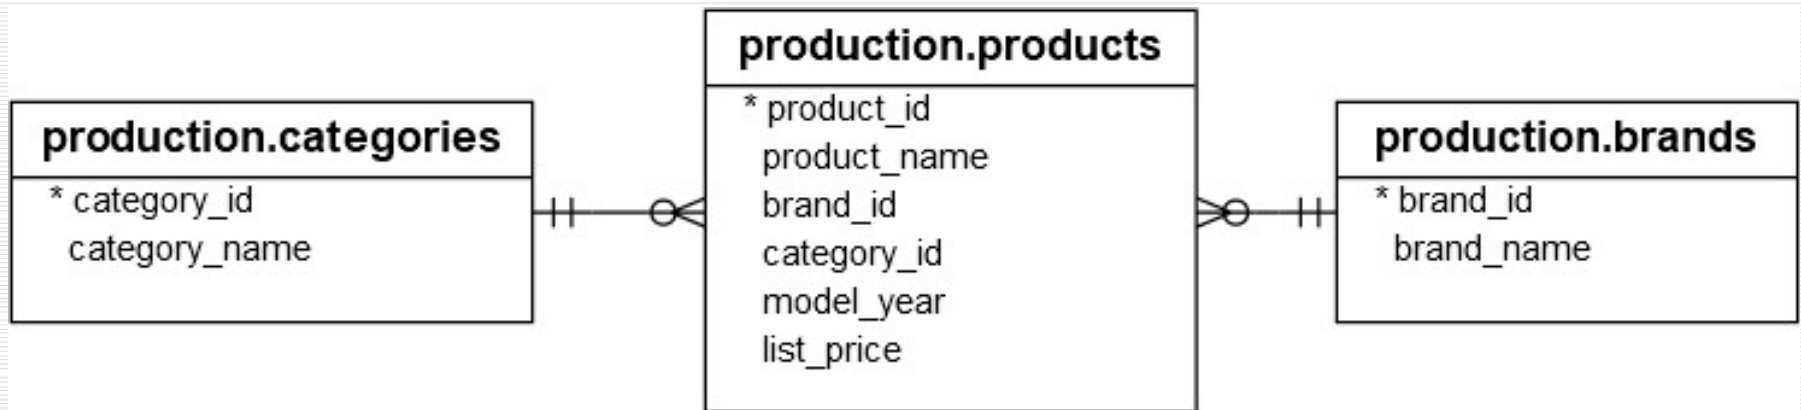 production.categories
* category_id
category_name
production.products
* product_id
product_name
brand_id
category_id
model_year
list_price
production.brands
* brand_id
brand_name